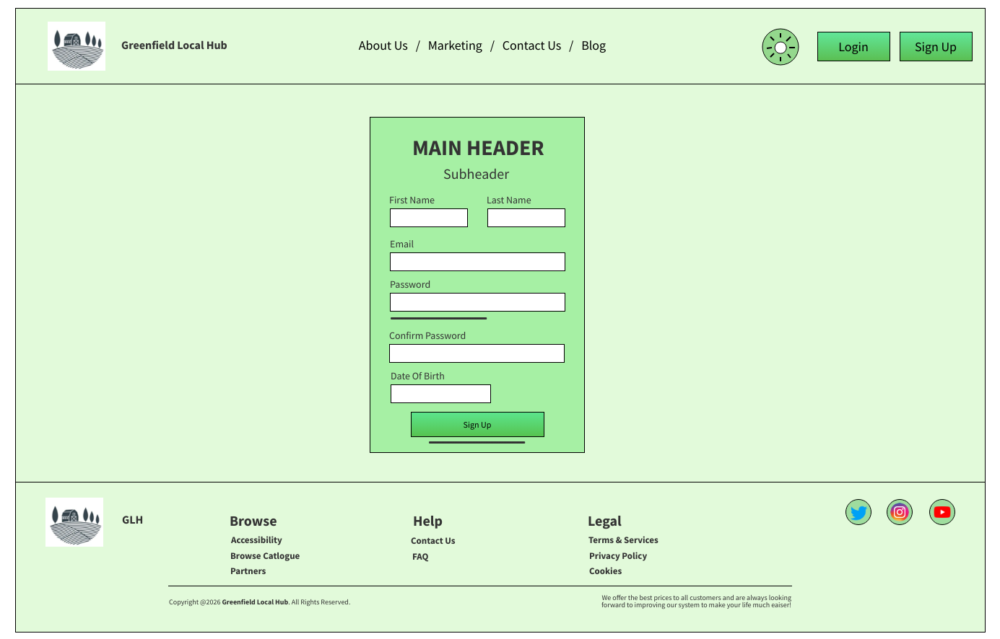 Greenfield Local Hub
About Us / Marketing / Contact Us / Blog
Login
Sign Up
MAIN HEADER
Subheader
First Name
Last Name
Email
Password
Confirm Password
Date Of Birth
Sign Up
GLH
Browse
Accessibility
Browse Catlogue
Partners
Help
Contact Us
FAQ
Legal
Terms & Services
Privacy Policy
Cookies
Copyright @2026 Greenfield Local Hub. All Rights Reserved.
We offer the best prices to all customers and are always looking
forward to improving our system to make your life much eaiser!